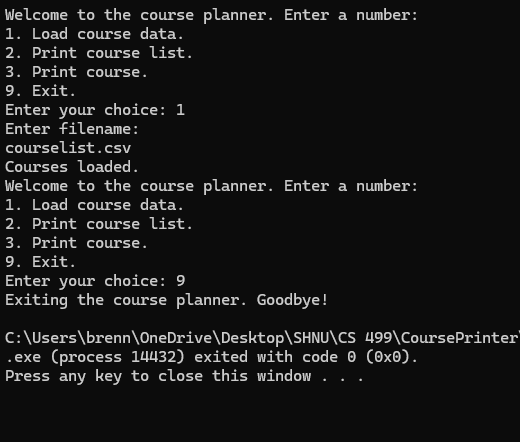 Welcome to the course planner. Enter a number:
1. Load course data.
2. Print course list.
3. Print course.
9. Exit.
Enter your choice: 1
Enter filename:
courselist.csv
Courses loaded.
Welcome to the course planner. Enter a number:
1. Load course data.
2. Print course list.
3. Print course.
9. Exit.
Enter your choice: 9
Exiting the course planner. Goodbye!
C:\Users\brenn\OneDrive\Desktop\SHNU\CS 499\CoursePrinter\
.exe (process 14432) exited with code 0 (0x0).
Press any key to close this window . . .